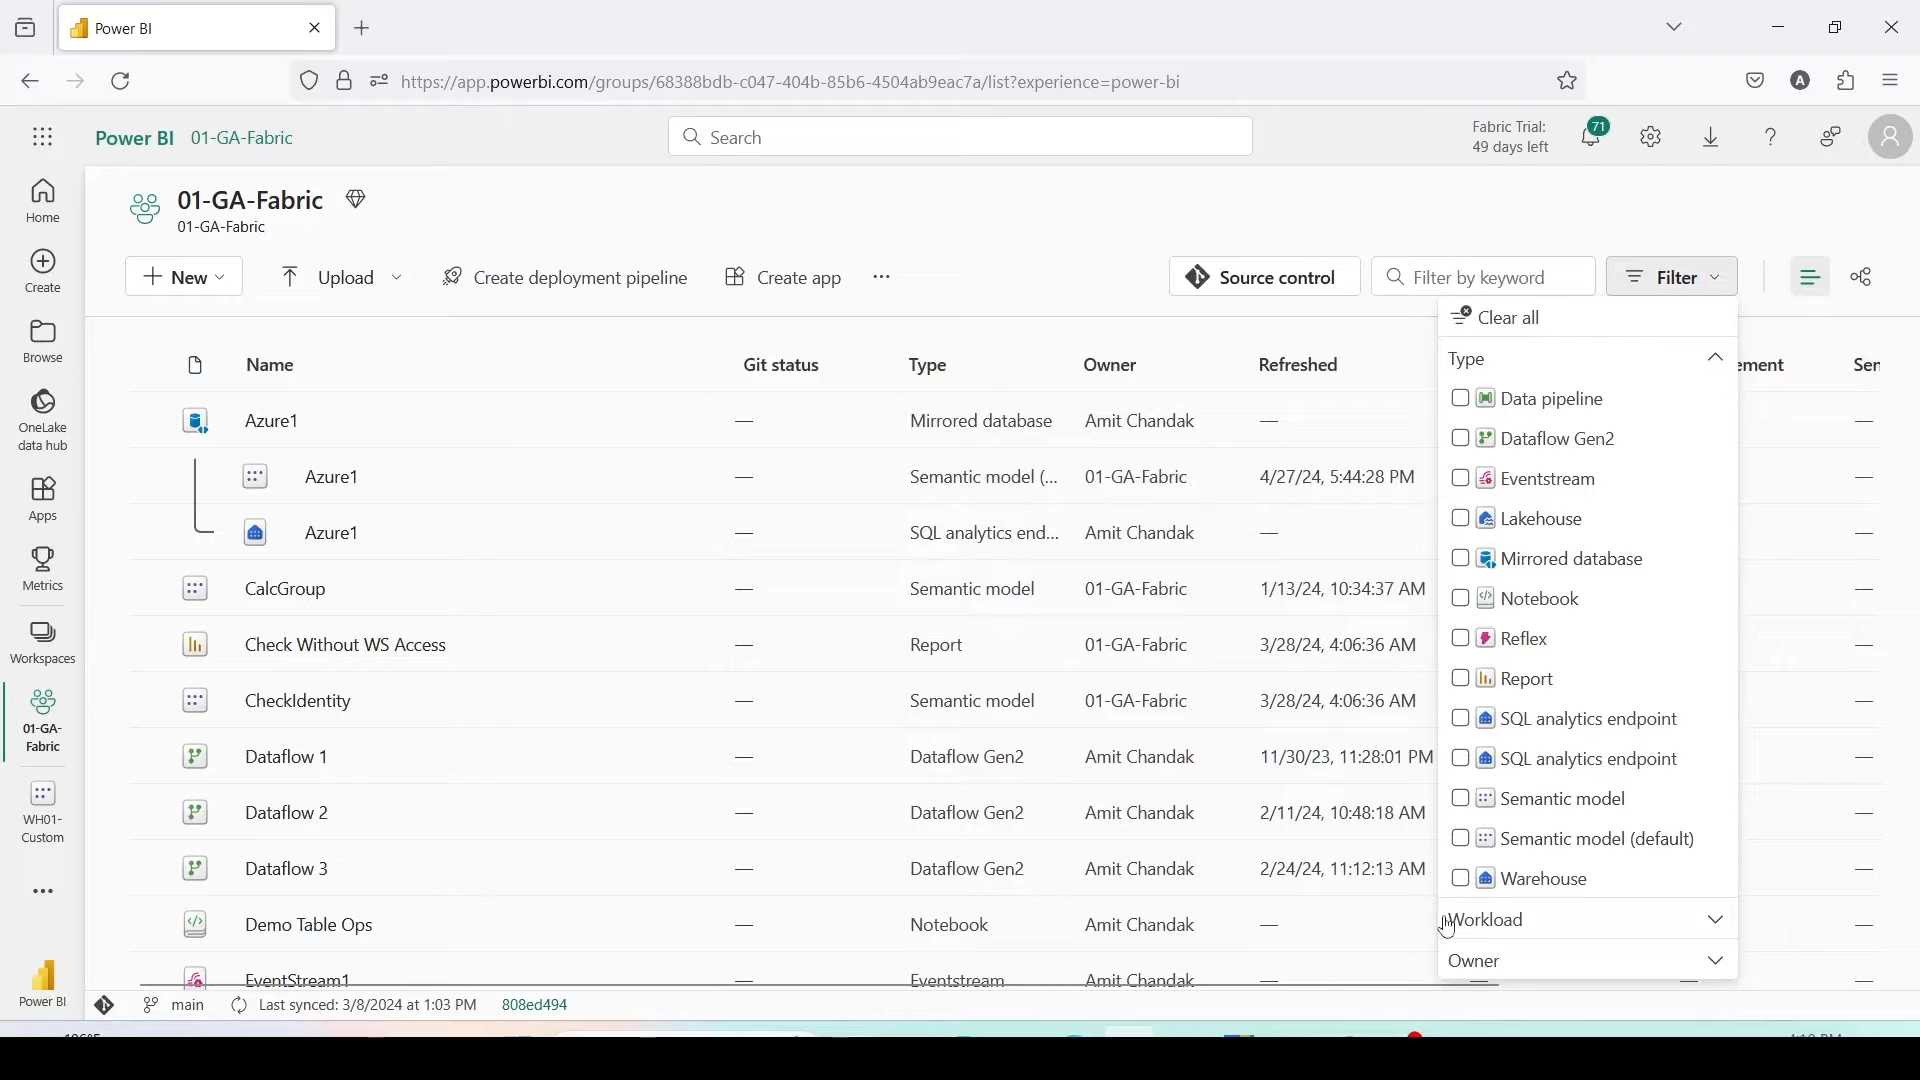 Power BI
https://app.powerbi.com/groups/68388bdb-c047-404b-85b6-4504ab9eac7a/list?experience=power-bi
A
Power BI 01-GA-Fabric
Search
Fabric Trial:
49 days left
71
?
Home
Create
Browse
OneLake
data hub
Apps
Metrics
Workspaces
01-GA-
Fabric
WH01-
Custom
Power BI
01-GA-Fabric
01-GA-Fabric
New
Upload
Create deployment pipeline
Create app
Source control
Filter by keyword
Filter
Name Git status Type Owner Refreshed ement Sen
Azure1 — Mirrored database Amit Chandak — —
Azure1 — Semantic model (... 01-GA-Fabric 4/27/24, 5:44:28 PM —
Azure1 — SQL analytics end... Amit Chandak — —
CalcGroup — Semantic model 01-GA-Fabric 1/13/24, 10:34:37 AM —
Check Without WS Access — Report 01-GA-Fabric 3/28/24, 4:06:36 AM —
CheckIdentity — Semantic model 01-GA-Fabric 3/28/24, 4:06:36 AM —
Dataflow 1 — Dataflow Gen2 Amit Chandak 11/30/23, 11:28:01 PM —
Dataflow 2 — Dataflow Gen2 Amit Chandak 2/11/24, 10:48:18 AM —
Dataflow 3 — Dataflow Gen2 Amit Chandak 2/24/24, 11:12:13 AM —
Demo Table Ops — Notebook Amit Chandak — —
EventStream1 — Eventstream Amit Chandak — — — —
Clear all
Type
Data pipeline
Dataflow Gen2
Eventstream
Lakehouse
Mirrored database
Notebook
Reflex
Report
SQL analytics endpoint
SQL analytics endpoint
Semantic model
Semantic model (default)
Warehouse
Workload
Owner
main Last synced: 3/8/2024 at 1:03 PM 808ed494